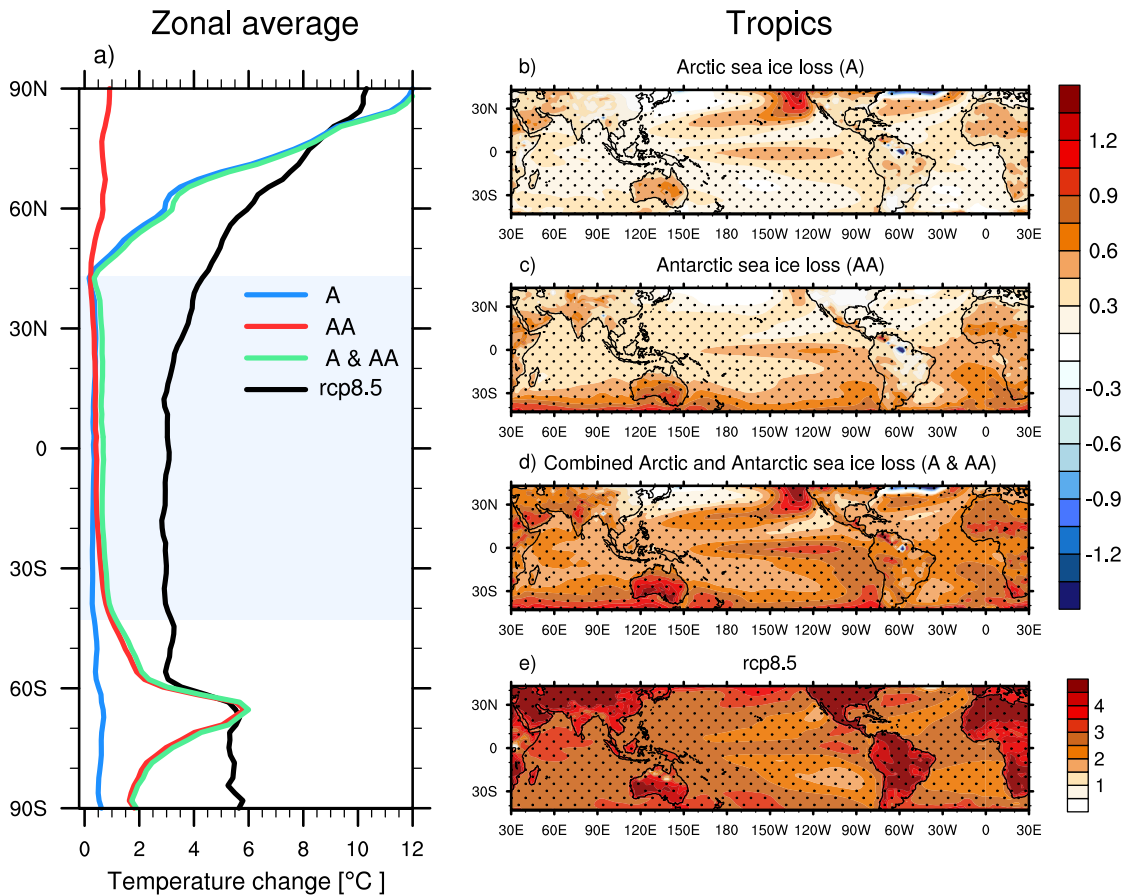 Zonal average
Tropics
a)
90N
60N
30N
0
30S
60S
90S
0 2 4 6 8 10 12
Temperature change [°C]
A
AA
A & AA
rcp8.5
b) Arctic sea ice loss (A)
30N
0
30S
30E 60E 90E 120E 150E 180 150W 120W 90W 60W 30W 0 30E
c) Antarctic sea ice loss (AA)
30N
0
30S
30E 60E 90E 120E 150E 180 150W 120W 90W 60W 30W 0 30E
d) Combined Arctic and Antarctic sea ice loss (A & AA)
30N
0
30S
30E 60E 90E 120E 150E 180 150W 120W 90W 60W 30W 0 30E
e) rcp8.5
30N
0
30S
30E 60E 90E 120E 150E 180 150W 120W 90W 60W 30W 0 30E
1.2
0.9
0.6
0.3
-0.3
-0.6
-0.9
-1.2
4
3
2
1